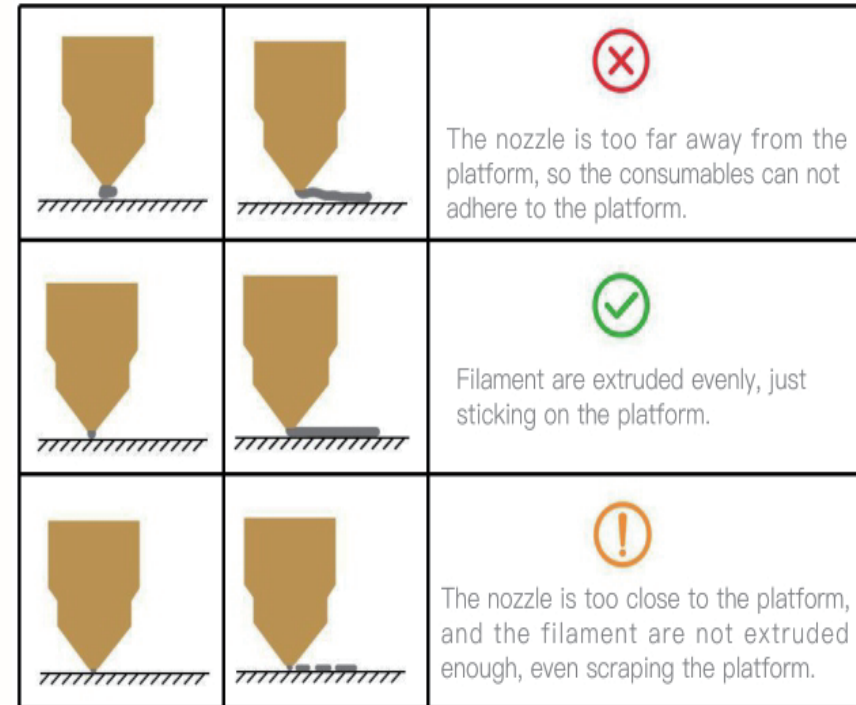 The nozzle is too far away from the
platform, so the consumables can not
adhere to the platform.
Filament are extruded evenly, just
sticking on the platform.
The nozzle is too close to the platform,
and the filament are not extruded
enough, even scraping the platform.